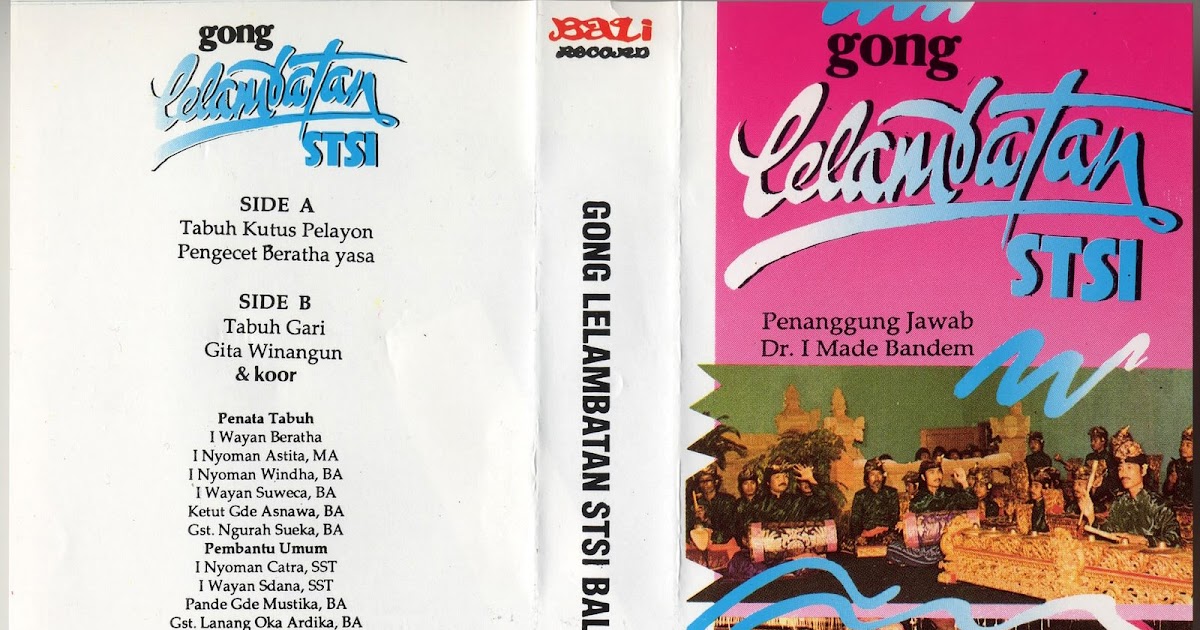 gong
Lelambatan
STSI
SIDE A
Tabuh Kutus Pelayon
Pengecet Beratha yasa
SIDE B
Tabuh Gari
Gita Winangun
& koor
Penata Tabuh
I Wayan Beratha
I Nyoman Astita, MA
I Nyoman Windha, BA
I Wayan Suweca, BA
Ketut Gde Asnawa, BA
Gst. Ngurah Sueka, BA
Pembantu Umum
I Nyoman Catra, SST
I Wayan Sdana, SST
Pande Gde Mustika, BA
Gst. Lanang Oka Ardika, BA
BALI
RECORD
GONG LELAMBATAN STSI BAL
gong
Lelambatan
STSI
Penanggung Jawab
Dr. I Made Bandem